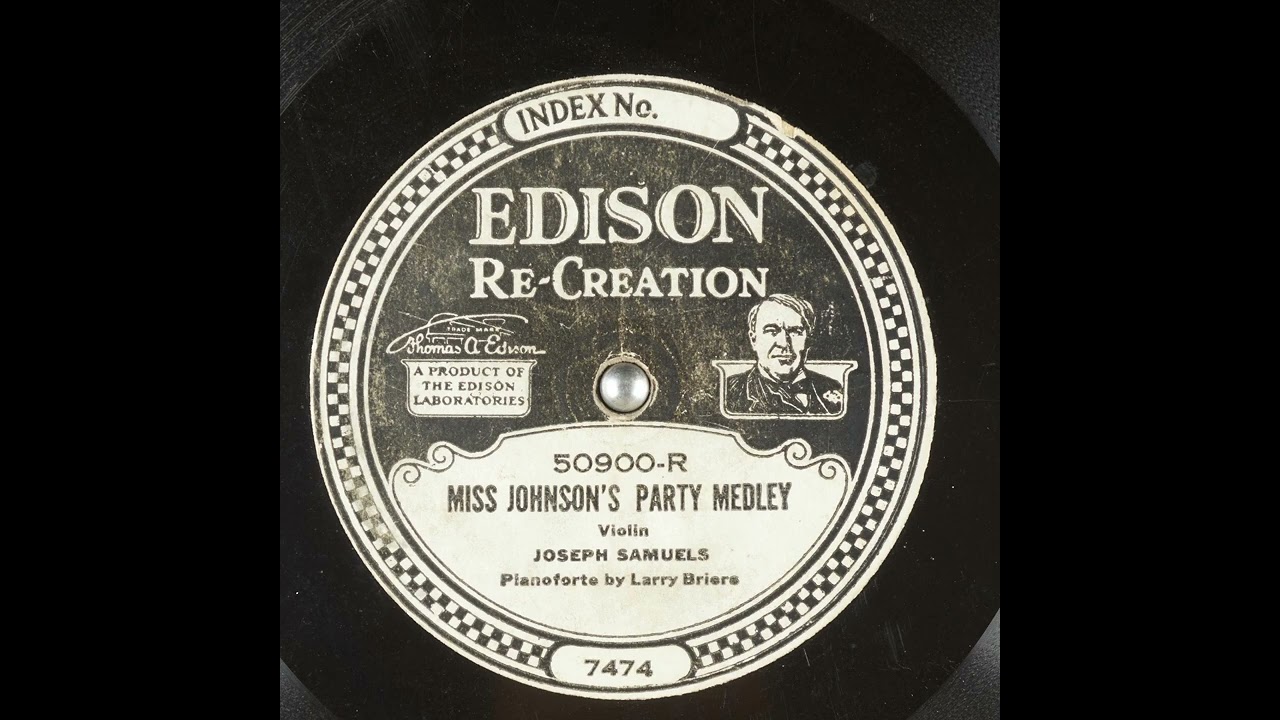 INDEX No.
EDISON
RE-CREATION
TRADE MARK
Thomas A Edison
A PRODUCT OF
THE EDISON
LABORATORIES
50900-R
MISS JOHNSON'S PARTY MEDLEY
Violin
JOSEPH SAMUELS
Pianoforte by Larry Briers
7474